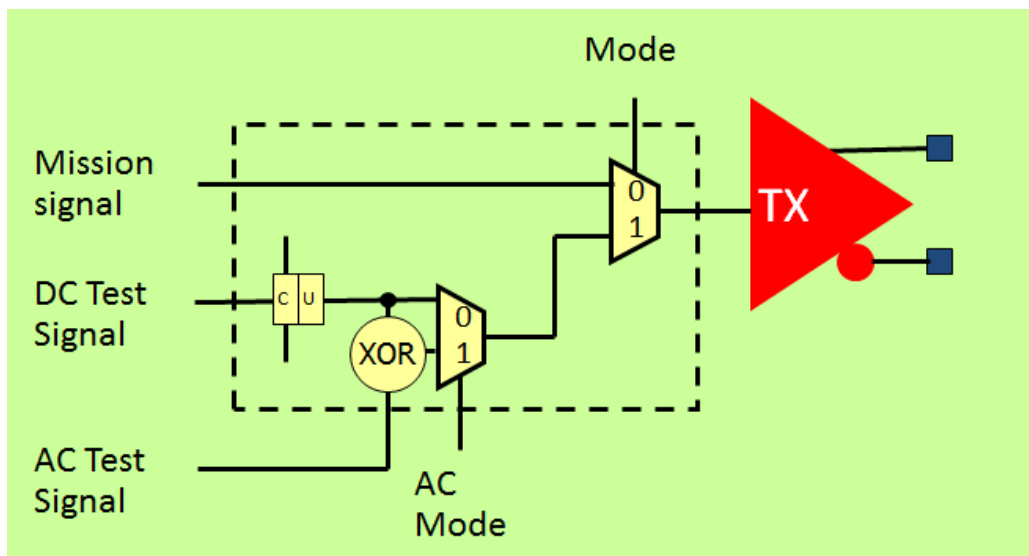 Mode
Mission
signal
0
1
TX
DC Test
Signal
C U
0
1
XOR
AC Test
Signal
AC
Mode